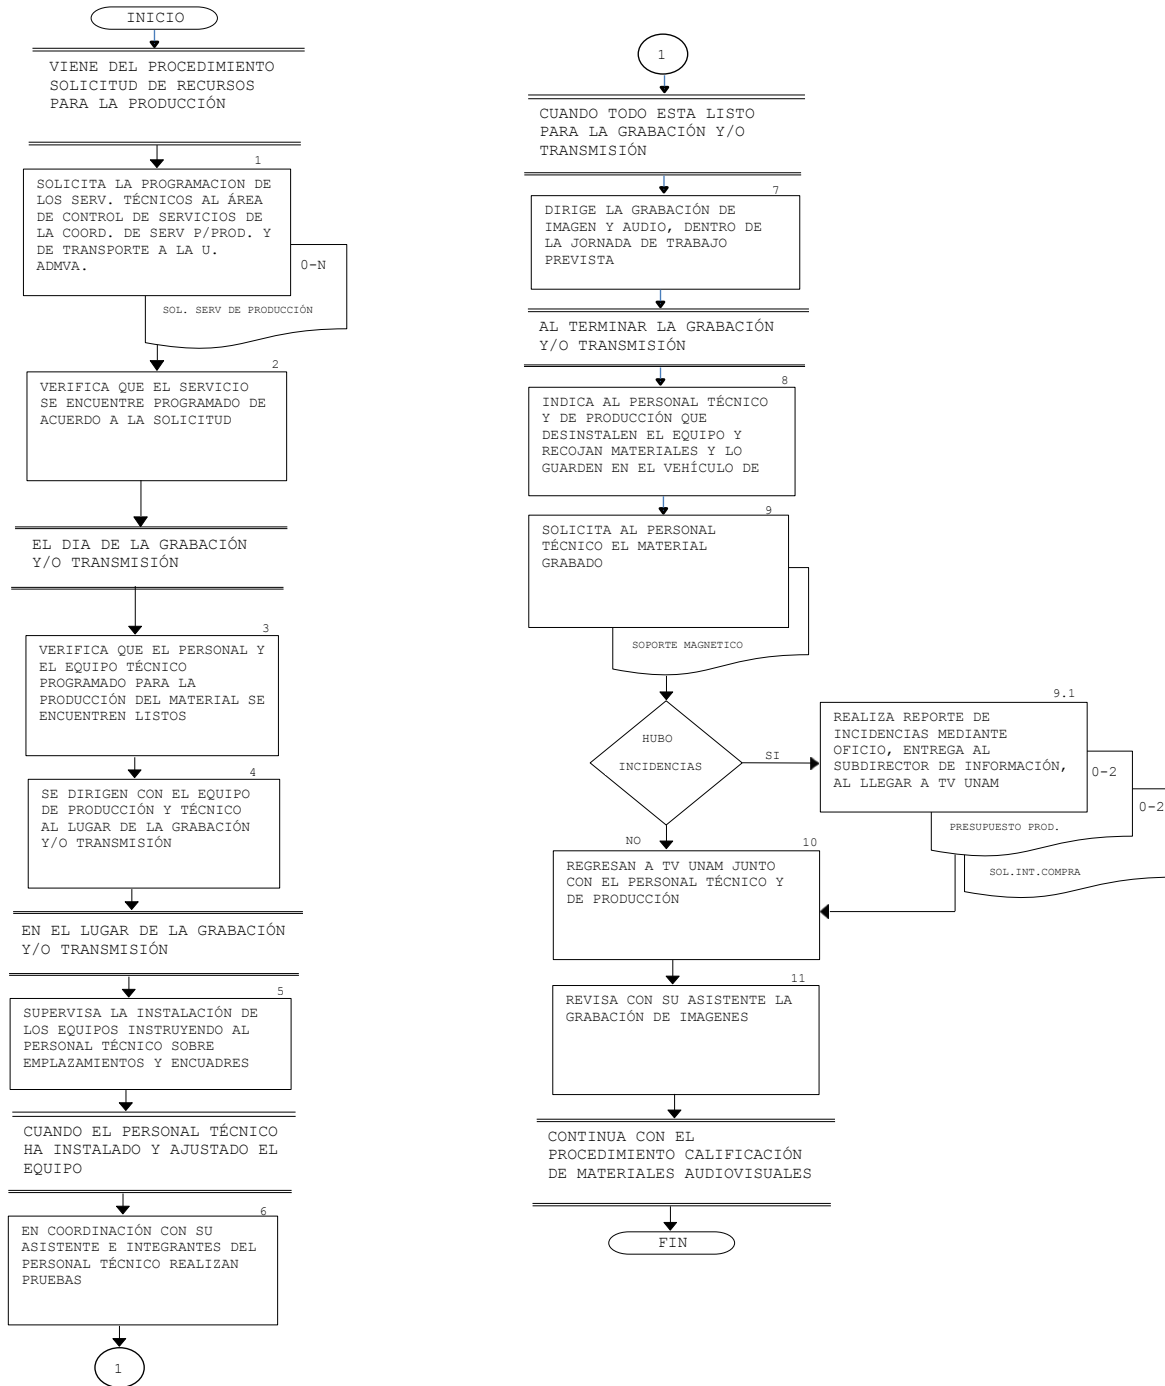 INICIO
VIENE DEL PROCEDIMIENTO
SOLICITUD DE RECURSOS
PARA LA PRODUCCIÓN
1
SOLICITA LA PROGRAMACION DE
LOS SERV. TÉCNICOS AL ÁREA
DE CONTROL DE SERVICIOS DE
LA COORD. DE SERV P/PROD. Y
DE TRANSPORTE A LA U.
ADMVA.
0-N
SOL. SERV DE PRODUCCIÓN
2
VERIFICA QUE EL SERVICIO
SE ENCUENTRE PROGRAMADO DE
ACUERDO A LA SOLICITUD
EL DIA DE LA GRABACIÓN
Y/O TRANSMISIÓN
3
VERIFICA QUE EL PERSONAL Y
EL EQUIPO TÉCNICO
PROGRAMADO PARA LA
PRODUCCIÓN DEL MATERIAL SE
ENCUENTREN LISTOS
4
SE DIRIGEN CON EL EQUIPO
DE PRODUCCIÓN Y TÉCNICO
AL LUGAR DE LA GRABACIÓN
Y/O TRANSMISIÓN
EN EL LUGAR DE LA GRABACIÓN
Y/O TRANSMISIÓN
5
SUPERVISA LA INSTALACIÓN DE
LOS EQUIPOS INSTRUYENDO AL
PERSONAL TÉCNICO SOBRE
EMPLAZAMIENTOS Y ENCUADRES
CUANDO EL PERSONAL TÉCNICO
HA INSTALADO Y AJUSTADO EL
EQUIPO
6
EN COORDINACIÓN CON SU
ASISTENTE E INTEGRANTES DEL
PERSONAL TÉCNICO REALIZAN
PRUEBAS
1
1
CUANDO TODO ESTA LISTO
PARA LA GRABACIÓN Y/O
TRANSMISIÓN
7
DIRIGE LA GRABACIÓN DE
IMAGEN Y AUDIO, DENTRO DE
LA JORNADA DE TRABAJO
PREVISTA
AL TERMINAR LA GRABACIÓN
Y/O TRANSMISIÓN
8
INDICA AL PERSONAL TÉCNICO
Y DE PRODUCCIÓN QUE
DESINSTALEN EL EQUIPO Y
RECOJAN MATERIALES Y LO
GUARDEN EN EL VEHÍCULO DE
9
SOLICITA AL PERSONAL
TÉCNICO EL MATERIAL
GRABADO
SOPORTE MAGNETICO
HUBO
INCIDENCIAS
SI
9.1
REALIZA REPORTE DE
INCIDENCIAS MEDIANTE
OFICIO, ENTREGA AL
SUBDIRECTOR DE INFORMACIÓN,
AL LLEGAR A TV UNAM
0-2
0-2
PRESUPUESTO PROD.
SOL.INT.COMPRA
NO
10
REGRESAN A TV UNAM JUNTO
CON EL PERSONAL TÉCNICO Y
DE PRODUCCIÓN
11
REVISA CON SU ASISTENTE LA
GRABACIÓN DE IMAGENES
CONTINUA CON EL
PROCEDIMIENTO CALIFICACIÓN
DE MATERIALES AUDIOVISUALES
FIN